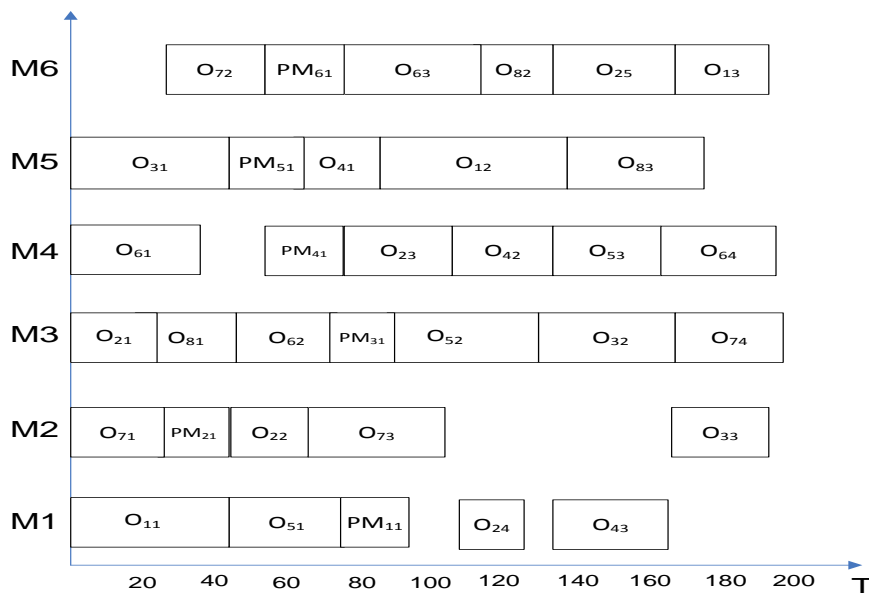 M6 O₇₂ PM₆₁ O₆₃ O₈₂ O₂₅ O₁₃
M5 O₃₁ PM₅₁ O₄₁ O₁₂ O₈₃
M4 O₆₁ PM₄₁ O₂₃ O₄₂ O₅₃ O₆₄
M3 O₂₁ O₈₁ O₆₂ PM₃₁ O₅₂ O₃₂ O₇₄
M2 O₇₁ PM₂₁ O₂₂ O₇₃ O₃₃
M1 O₁₁ O₅₁ PM₁₁ O₂₄ O₄₃
20 40 60 80 100 120 140 160 180 200 T